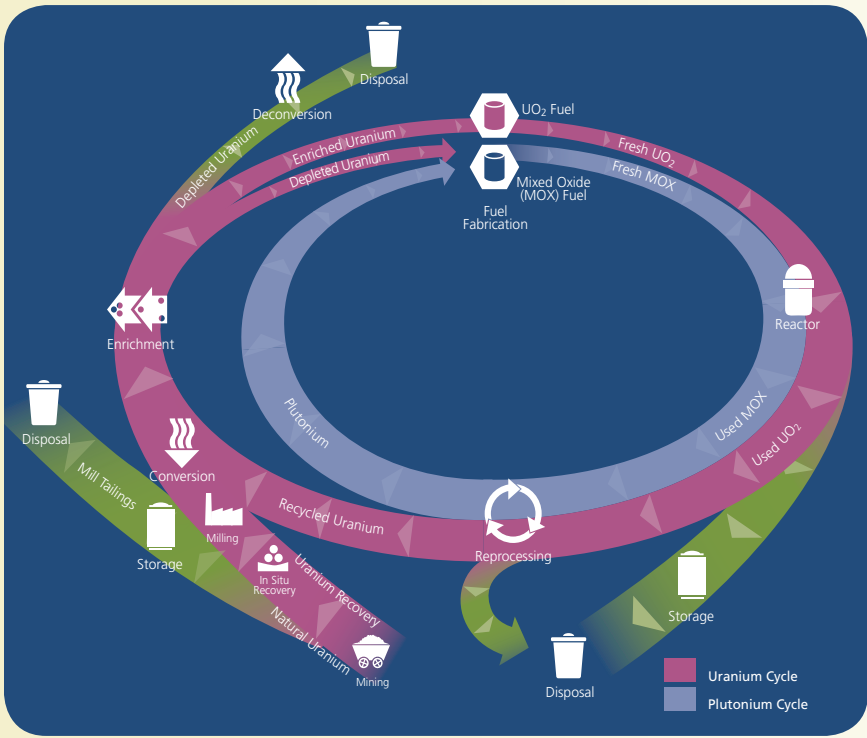 Disposal
Deconversion
Depleted Uranium
Enriched Uranium
Depleted Uranium
UO₂ Fuel
Fresh UO₂
Fresh MOX
Mixed Oxide
(MOX) Fuel
Fuel
Fabrication
Reactor
Enrichment
Disposal
Plutonium
Used MOX
Used UO₂
Conversion
Mill Tailings
Recycled Uranium
Milling
Reprocessing
Storage
In Situ
Recovery
Uranium Recovery
Natural Uranium
Storage
Mining
Disposal
Uranium Cycle
Plutonium Cycle